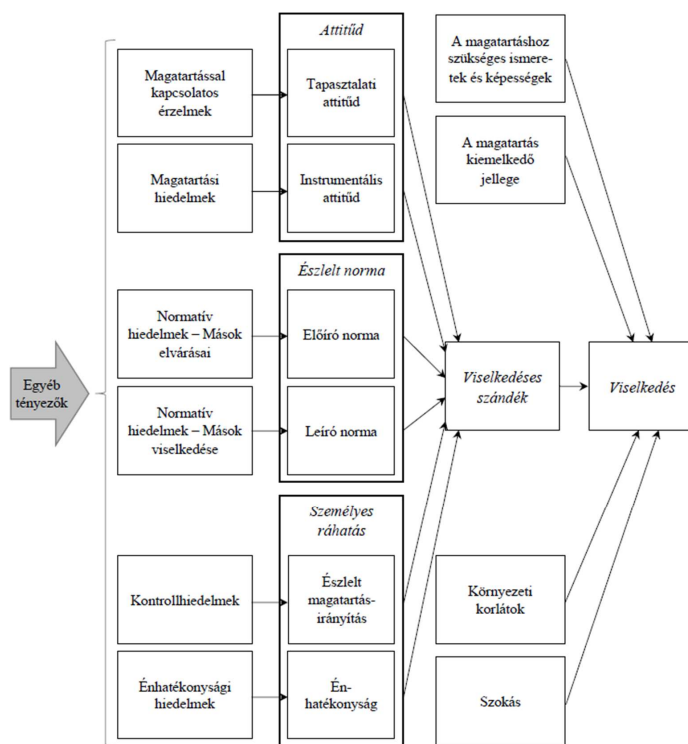 Egyéb
tényezők
Magatartással
kapcsolatos
érzelmek
Magatartási
hiedelmek
Normatív
hiedelmek – Mások
elvárásai
Normatív
hiedelmek – Mások
viselkedése
Kontrollhiedelmek
Énhatékonysági
hiedelmek
Attitűd
Tapasztalati
attitűd
Instrumentális
attitűd
Észlelt norma
Előíró norma
Leíró norma
Személyes
ráhatás
Észlelt
magatartás-
irányítás
Én-
hatékonyság
A magatartáshoz
szükséges ismere-
tek és képességek
A magatartás
kiemelkedő
jellege
Viselkedéses
szándék
Viselkedés
Környezeti
korlátok
Szokás